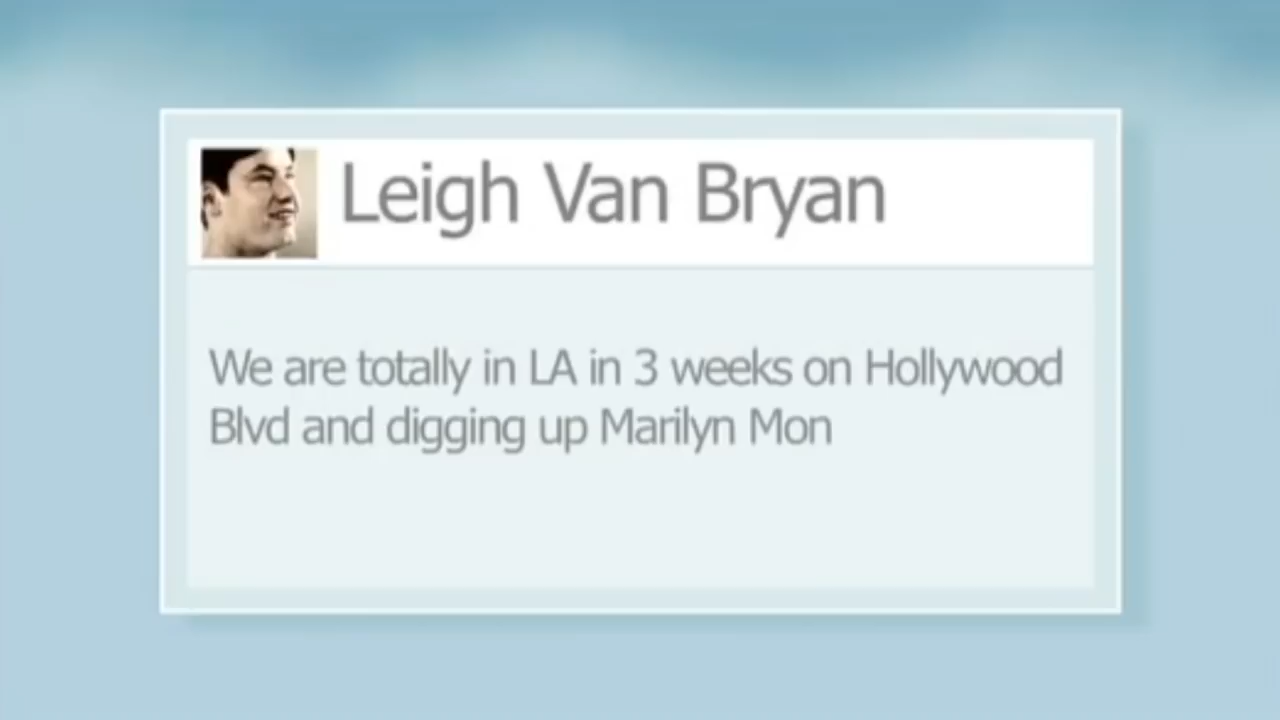 Leigh Van Bryan
We are totally in LA in 3 weeks on Hollywood
Blvd and digging up Marilyn Mon